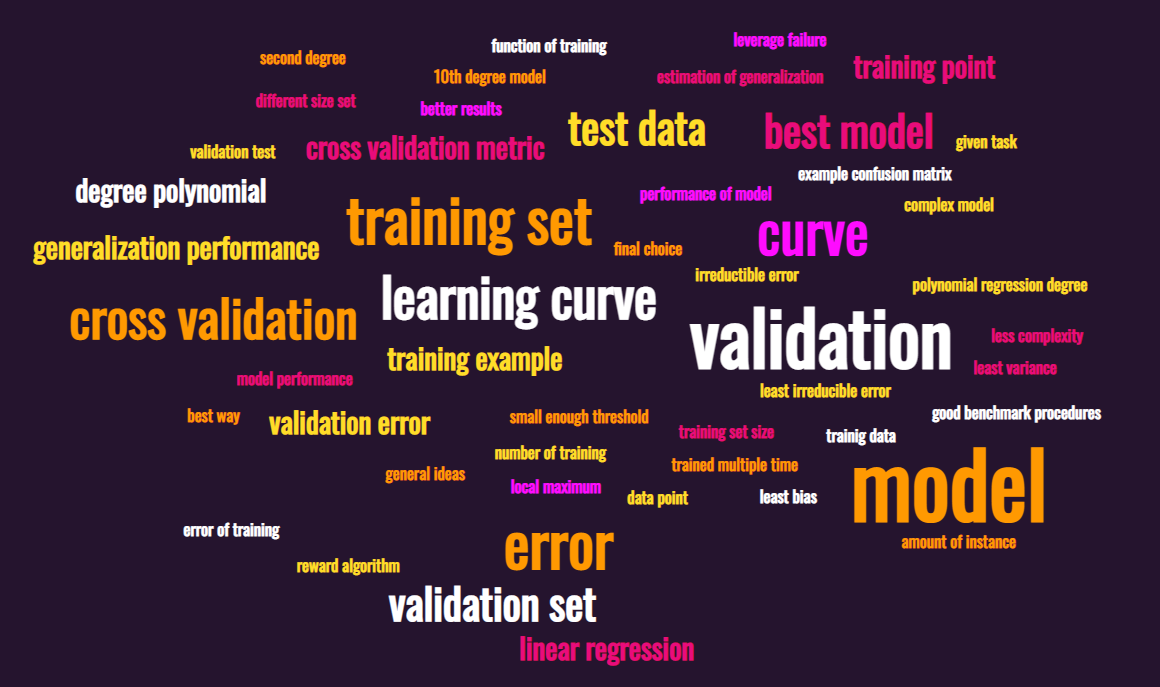 leverage failure
function of training
second degree
training point
10th degree model
estimation of generalization
different size set
better results
test data
best model
given task
cross validation metric
validation test
example confusion matrix
degree polynomial
performance of model
complex model
training set
curve
generalization performance
final choice
irreductible error
polynomial regression degree
learning curve
cross validation
validation
less complexity
training example
least variance
model performance
least irreducible error
good benchmark procedures
best way
validation error
small enough threshold
training set size
trainig data
number of training
trained multiple time
general ideas
local maximum
data point
least bias
model
error of training
amount of instance
error
reward algorithm
validation set
linear regression